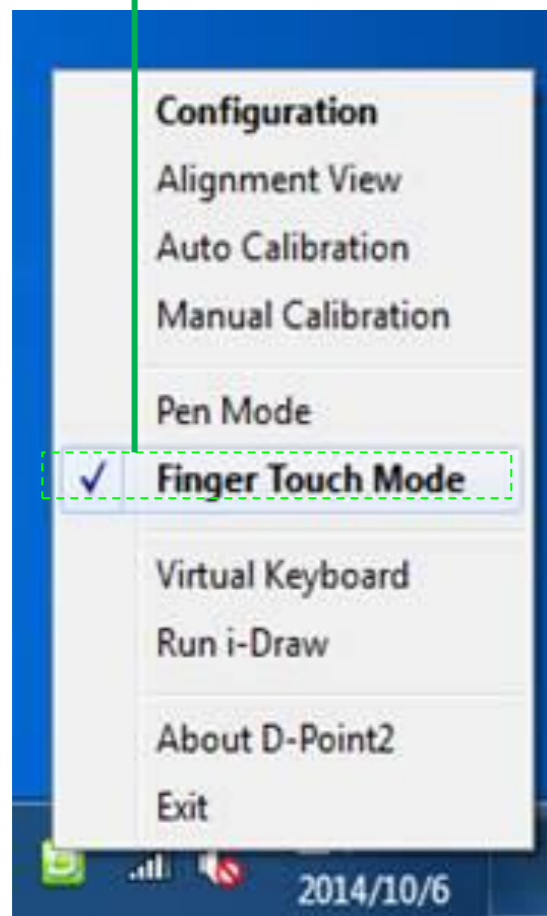 Configuration
Alignment View
Auto Calibration
Manual Calibration
Pen Mode
Finger Touch Mode
Virtual Keyboard
Run i-Draw
About D-Point2
Exit
2014/10/6